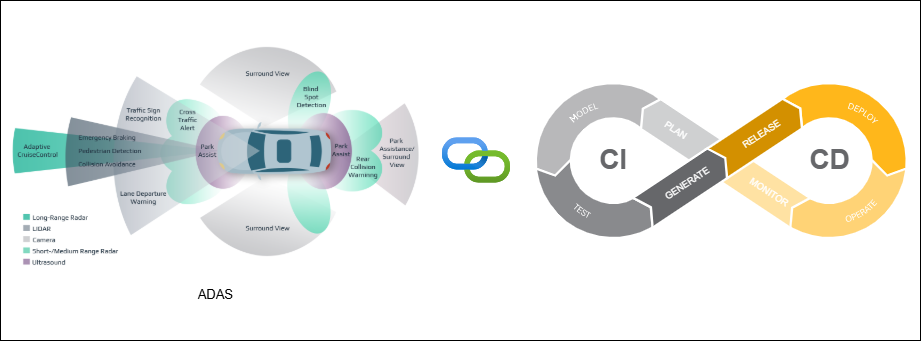 Surround View
Blind
Spot
Detection
Traffic Sign
Recognition
Cross
Traffic
Alert
Emergency Braking
Adaptive
CruiseControl
Pedestrian Detection
Collision Avoidance
Park
Assist
Park
Assist
Park
Assistance/
Surround
View
Rear
Collision
Warninng
Lane Departure
Warning
Surround View
Long-Range Radar
LIDAR
Camera
Short-/Medium Range Radar
Ultrasound
ADAS
MODEL
PLAN
CI
TEST
GENERATE
RELEASE
DEPLOY
CD
MONITOR
OPERATE